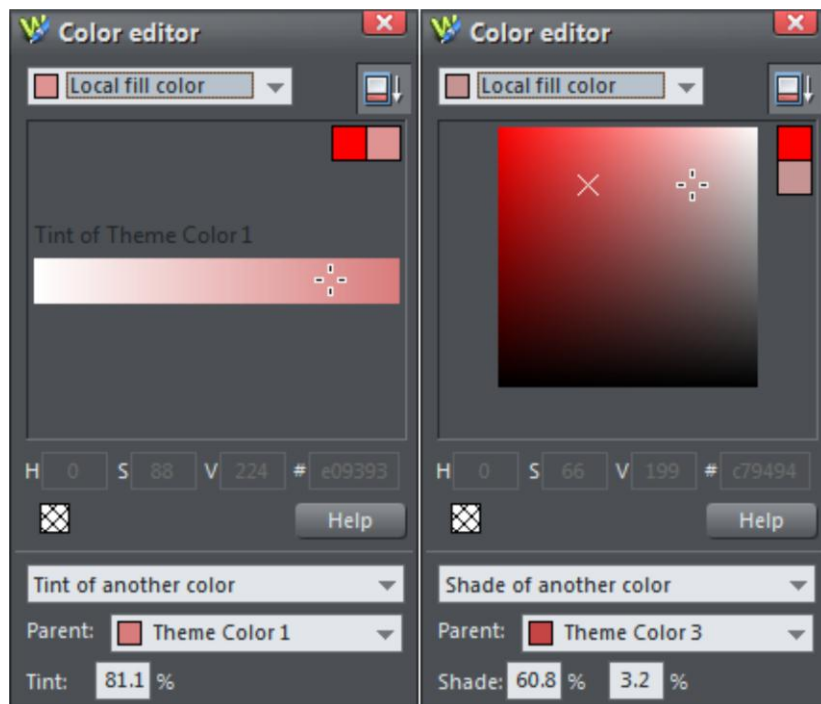 Color editor
Local fill color
Tint of Theme Color 1
H 0 S 88 V 224 # e09393
Help
Tint of another color
Parent: Theme Color 1
Tint: 81.1 %
Color editor
Local fill color
H 0 S 66 V 199 # c79494
Help
Shade of another color
Parent: Theme Color 3
Shade: 60.8 % 3.2 %